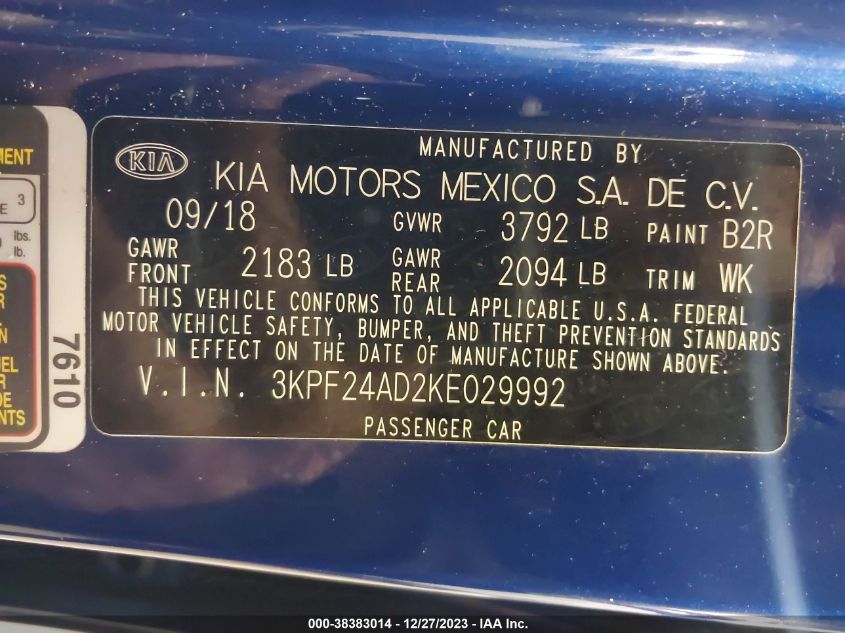 MANUFACTURED BY
KIA KIA MOTORS MEXICO S.A. DE C.V.
09/18 GVWR 3792 LB PAINT B2R
GAWR FRONT 2183 LB GAWR REAR 2094 LB TRIM WK
THIS VEHICLE CONFORMS TO ALL APPLICABLE U.S.A. FEDERAL
MOTOR VEHICLE SAFETY, BUMPER, AND THEFT PREVENTION STANDARDS
IN EFFECT ON THE DATE OF MANUFACTURE SHOWN ABOVE.
V.I.N. 3KPF24AD2KE029992
PASSENGER CAR
3
lbs.
lb.
7610
000-38383014 - 12/27/2023 - IAA Inc.